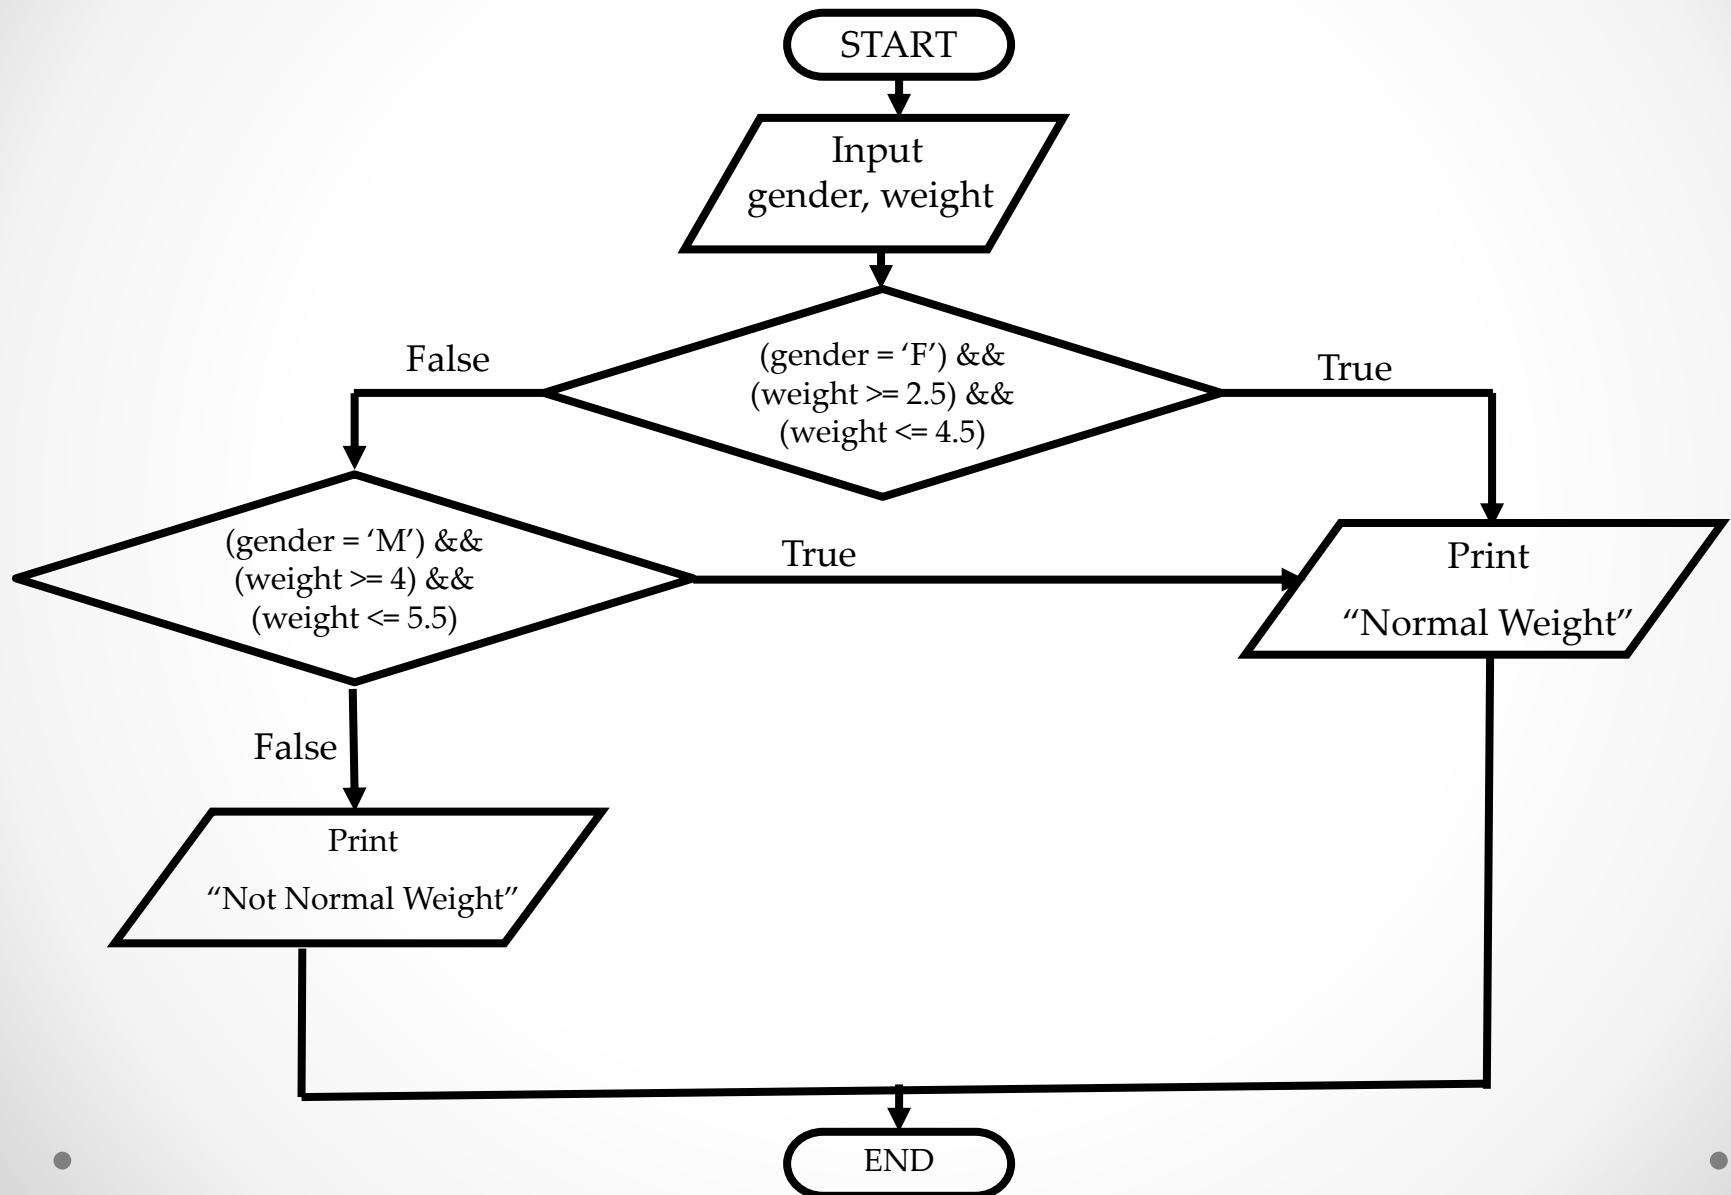 START
Input
gender, weight
(gender = ‘F’) &&
(weight >= 2.5) &&
(weight <= 4.5)
False
True
(gender = ‘M’) &&
(weight >= 4) &&
(weight <= 5.5)
True
Print
“Normal Weight”
False
Print
“Not Normal Weight”
END